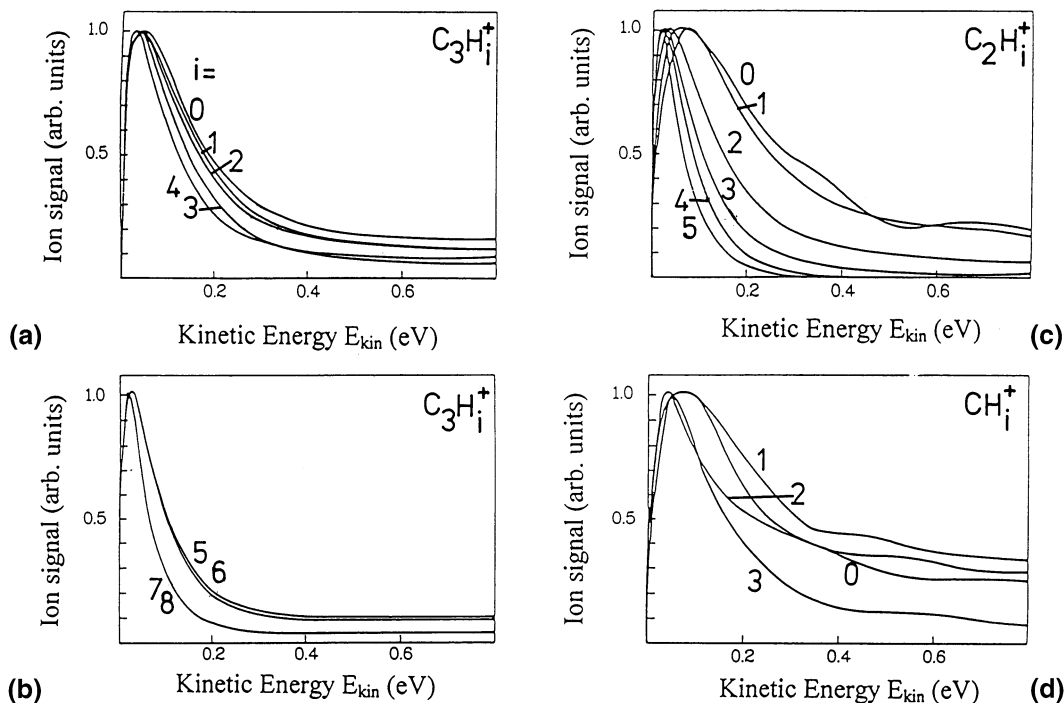 C₃Hᵢ⁺
1.0
i=
0
1
2
0.5
4
3
Ion signal (arb. units)
0.2 0.4 0.6
Kinetic Energy Eₖᵢₙ (eV)
(a)
C₂Hᵢ⁺
1.0
0
1
0.5
2
3
4
5
Ion signal (arb. units)
0.2 0.4 0.6
Kinetic Energy Eₖᵢₙ (eV)
(c)
C₃Hᵢ⁺
1.0
0.5
5
6
7
8
Ion signal (arb. units)
0.2 0.4 0.6
Kinetic Energy Eₖᵢₙ (eV)
(b)
CHᵢ⁺
1.0
1
2
0.5
0
3
Ion signal (arb. units)
0.2 0.4 0.6
Kinetic Energy Eₖᵢₙ (eV)
(d)